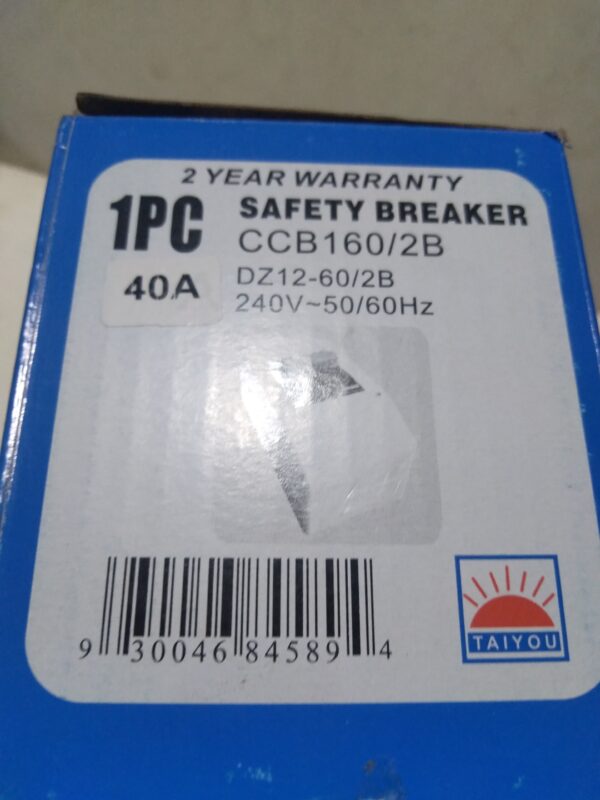 2 YEAR WARRANTY
1PC
SAFETY BREAKER
CCB160/2B
40A
DZ12-60/2B
240V~50/60Hz
9 30046 84589 4
TAIYOU